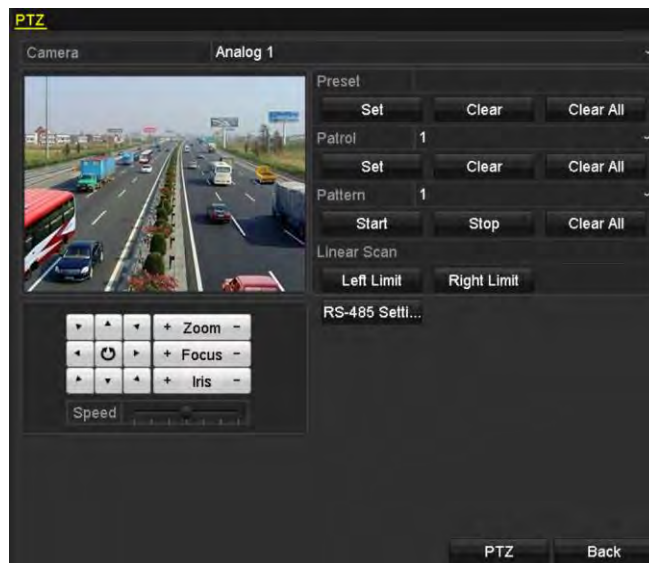 PTZ
Camera Analog 1
Preset
Set Clear Clear All
Patrol 1
Set Clear Clear All
Pattern 1
Start Stop Clear All
Linear Scan
Left Limit Right Limit
RS-485 Setti...
+ Zoom -
+ Focus -
+ Iris -
Speed
PTZ Back